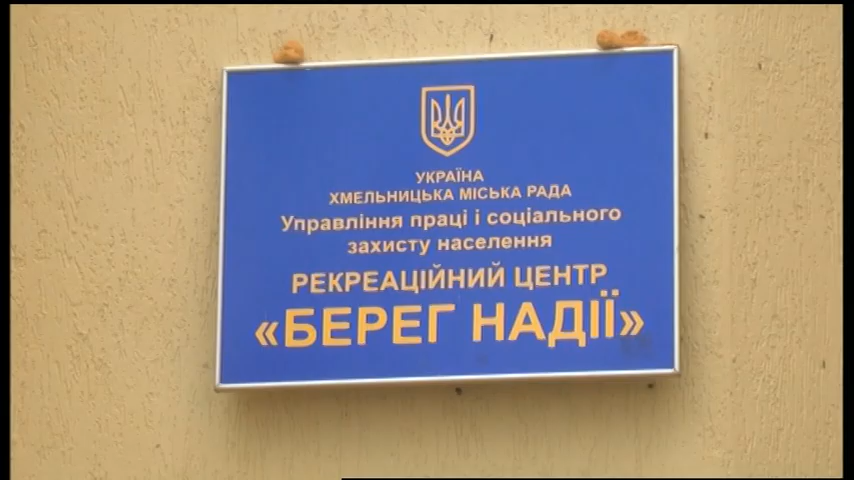 УКРАЇНА
ХМЕЛЬНИЦЬКА МІСЬКА РАДА
Управління праці і соціального
захисту населення
РЕКРЕАЦІЙНИЙ ЦЕНТР
«БЕРЕГ НАДІЇ»